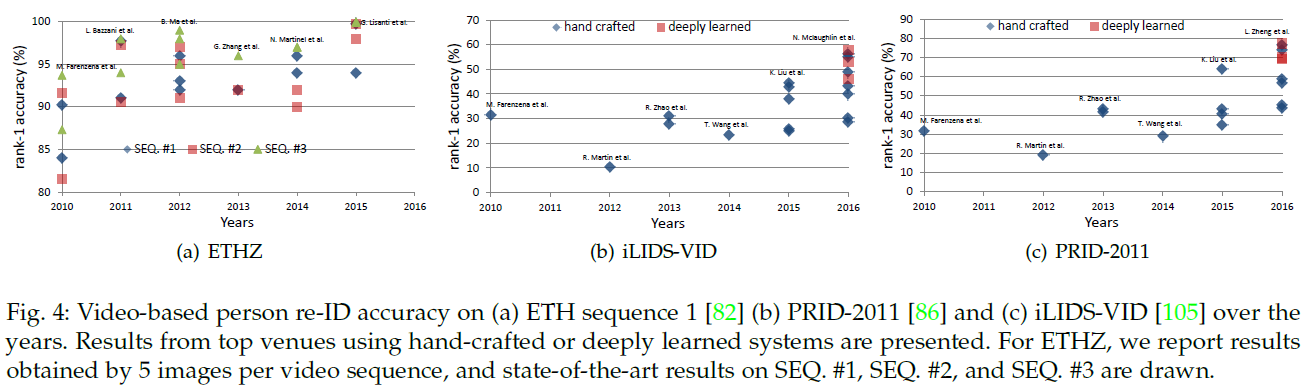 100
95
90
85
80
rank-1 accuracy (%)
M. Farenzena et al.
L. Bazzani et al.
B. Ma et al.
G. Zhang et al.
N. Martinel et al.
G. Lisanti et al.
SEQ. #1 SEQ. #2 SEQ. #3
2010 2011 2012 2013 2014 2015 2016
Years
(a) ETHZ
70
60
50
40
30
20
10
0
rank-1 accuracy (%)
hand crafted deeply learned
M. Farenzena et al.
R. Martin et al.
R. Zhao et al.
T. Wang et al.
K. Liu et al.
N. Mclaughlin et al.
2010 2011 2012 2013 2014 2015 2016
Years
(b) iLIDS-VID
90
80
70
60
50
40
30
20
10
0
rank-1 accuracy (%)
hand crafted deeply learned
M. Farenzena et al.
R. Martin et al.
R. Zhao et al.
T. Wang et al.
K. Liu et al.
L. Zheng et al.
2010 2011 2012 2013 2014 2015 2016
Years
(c) PRID-2011
Fig. 4: Video-based person re-ID accuracy on (a) ETH sequence 1 [82] (b) PRID-2011 [86] and (c) iLIDS-VID [105] over the
years. Results from top venues using hand-crafted or deeply learned systems are presented. For ETHZ, we report results
obtained by 5 images per video sequence, and state-of-the-art results on SEQ. #1, SEQ. #2, and SEQ. #3 are drawn.